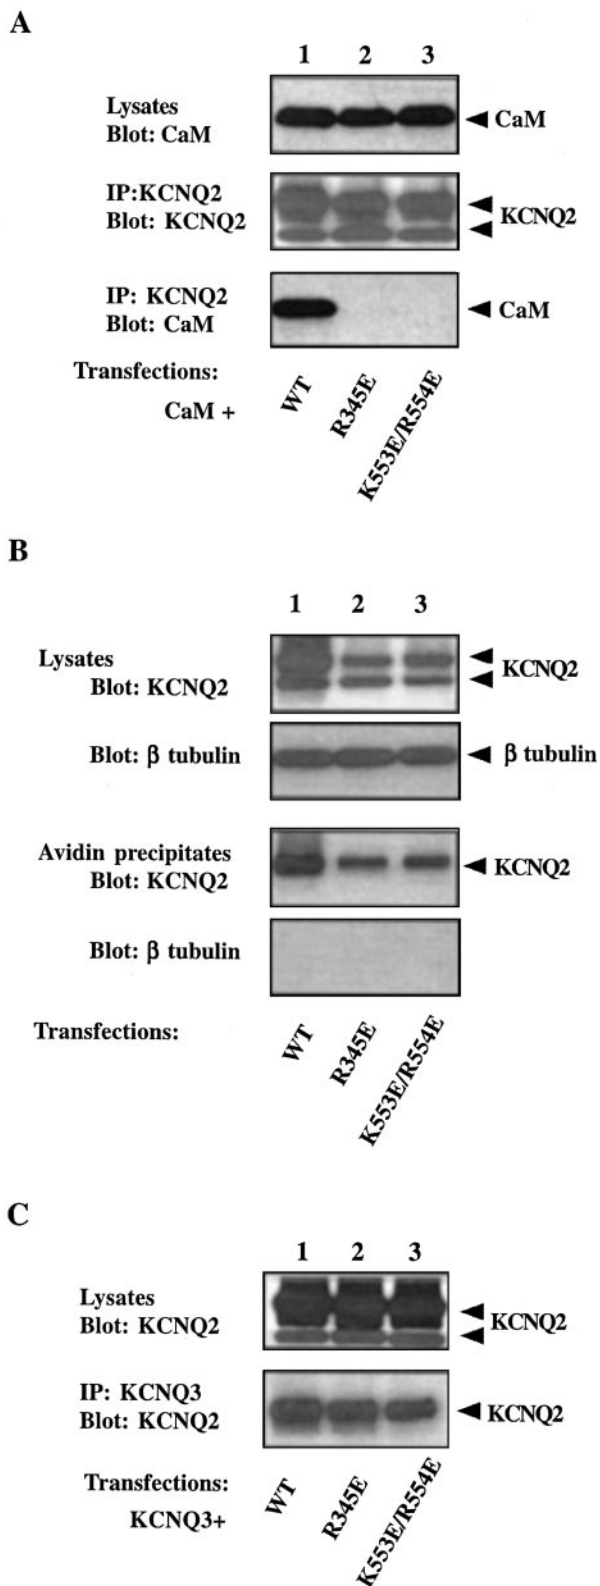 A
1 2 3
Lysates
Blot: CaM
CaM
IP:KCNQ2
Blot: KCNQ2
KCNQ2
IP: KCNQ2
Blot: CaM
CaM
Transfections:
CaM +
WT
R345E
K553E/R554E
B
1 2 3
Lysates
Blot: KCNQ2
KCNQ2
Blot: β tubulin
β tubulin
Avidin precipitates
Blot: KCNQ2
KCNQ2
Blot: β tubulin
Transfections:
WT
R345E
K553E/R554E
C
1 2 3
Lysates
Blot: KCNQ2
KCNQ2
IP: KCNQ3
Blot: KCNQ2
KCNQ2
Transfections:
KCNQ3+
WT
R345E
K553E/R554E